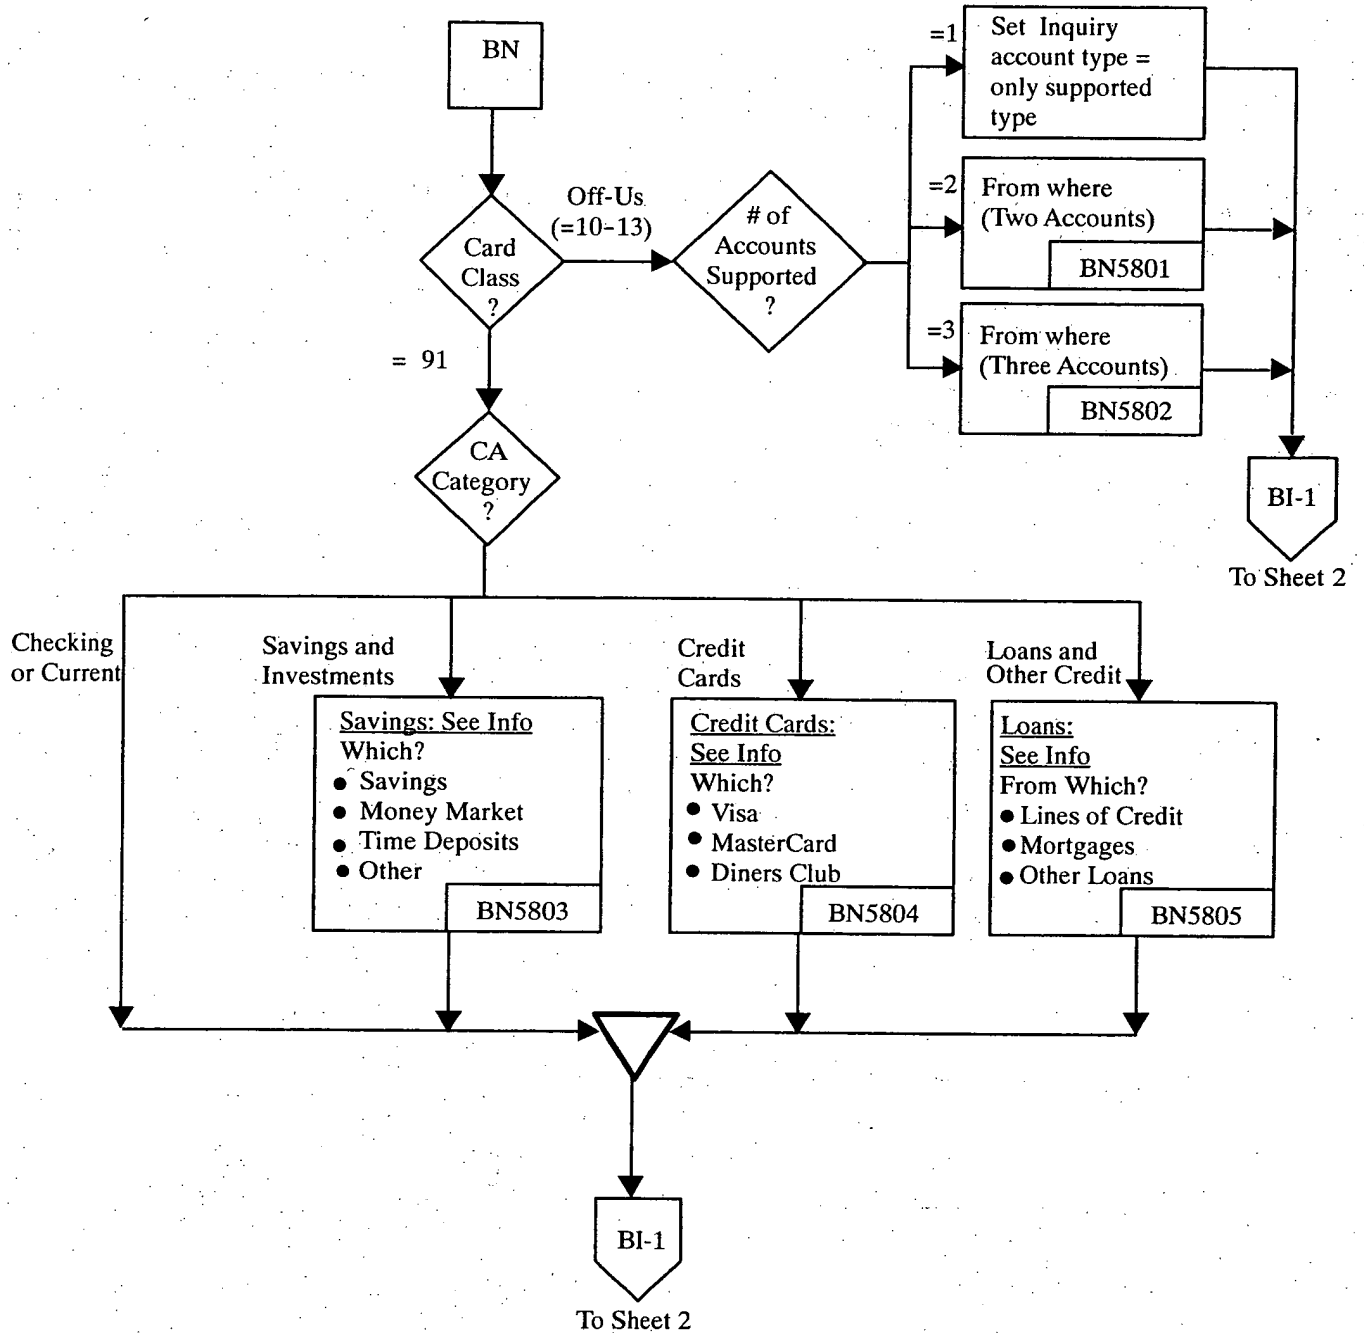 BN
Card
Class
?
Off-Us
(=10-13)
# of
Accounts
Supported
?
=1
Set Inquiry
account type =
only supported
type
=2
From where
(Two Accounts)
BN5801
=3
From where
(Three Accounts)
BN5802
BI-1
To Sheet 2
= 91
CA
Category
?
Checking
or Current
Savings and
Investments
Savings: See Info
Which?
● Savings
● Money Market
● Time Deposits
● Other
BN5803
Credit
Cards
Credit Cards:
See Info
Which?
● Visa
● MasterCard
● Diners Club
BN5804
Loans and
Other Credit
Loans:
See Info
From Which?
● Lines of Credit
● Mortgages
● Other Loans
BN5805
BI-1
To Sheet 2